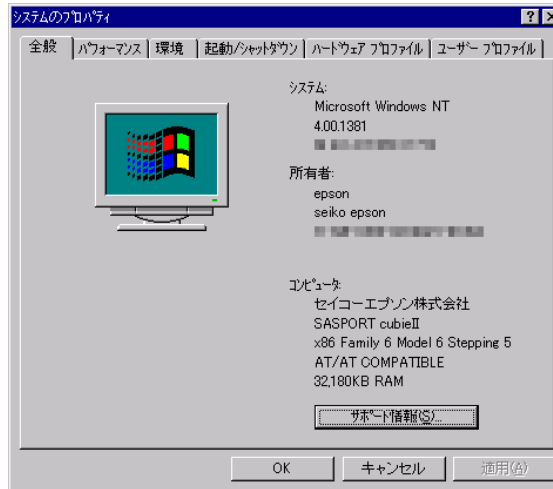 システムのプロパティ
全般 パフォーマンス 環境 起動/シャットダウン ハードウェア プロファイル ユーザー プロファイル
システム:
Microsoft Windows NT
4.00.1381
所有者:
epson
seiko epson
コンピュータ:
セイコーエプソン株式会社
SASPORT cubieⅡ
x86 Family 6 Model 6 Stepping 5
AT/AT COMPATIBLE
32,180KB RAM
サポート情報(S)...
OK キャンセル 適用(A)